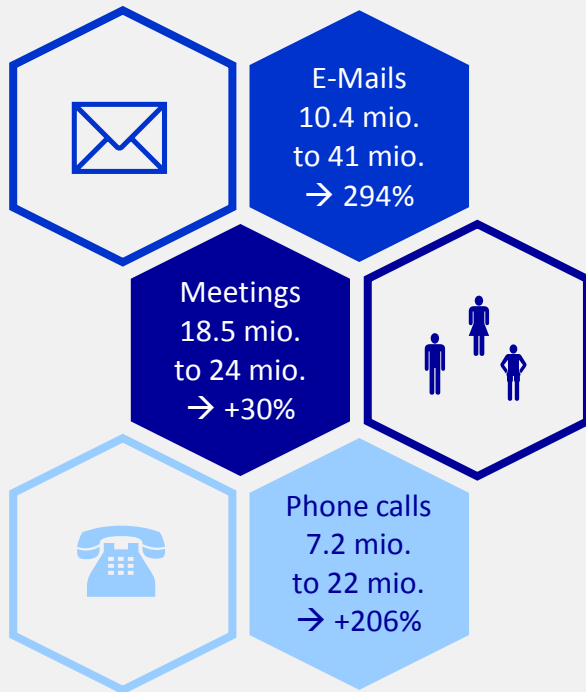 E-Mails
10.4 mio.
to 41 mio.
→ 294%
Meetings
18.5 mio.
to 24 mio.
→ +30%
Phone calls
7.2 mio.
to 22 mio.
→ +206%